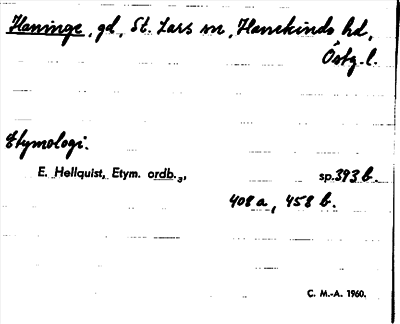 Haninge, gd, St. Lars sn, Hanekinds hd,
Östg. l.
Etymologi.
E. Hellquist, Etym. ordb.3, sp. 393 b.
408 a, 458 b.
C. M.-A. 1960.